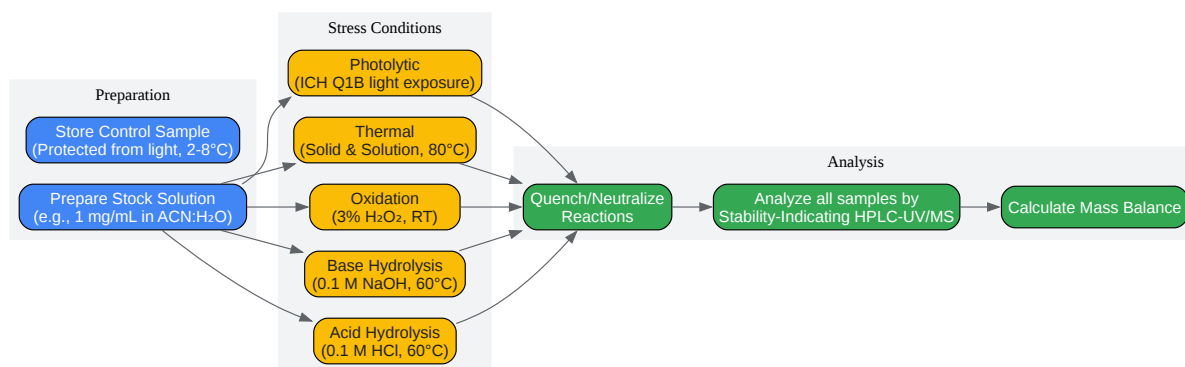 Preparation
Store Control Sample
(Protected from light, 2-8°C)
Prepare Stock Solution
(e.g., 1 mg/mL in ACN:H₂O)
Stress Conditions
Photolytic
(ICH Q1B light exposure)
Thermal
(Solid & Solution, 80°C)
Oxidation
(3% H₂O₂, RT)
Base Hydrolysis
(0.1 M NaOH, 60°C)
Acid Hydrolysis
(0.1 M HCl, 60°C)
Analysis
Quench/Neutralize
Reactions
Analyze all samples by
Stability-Indicating HPLC-UV/MS
Calculate Mass Balance